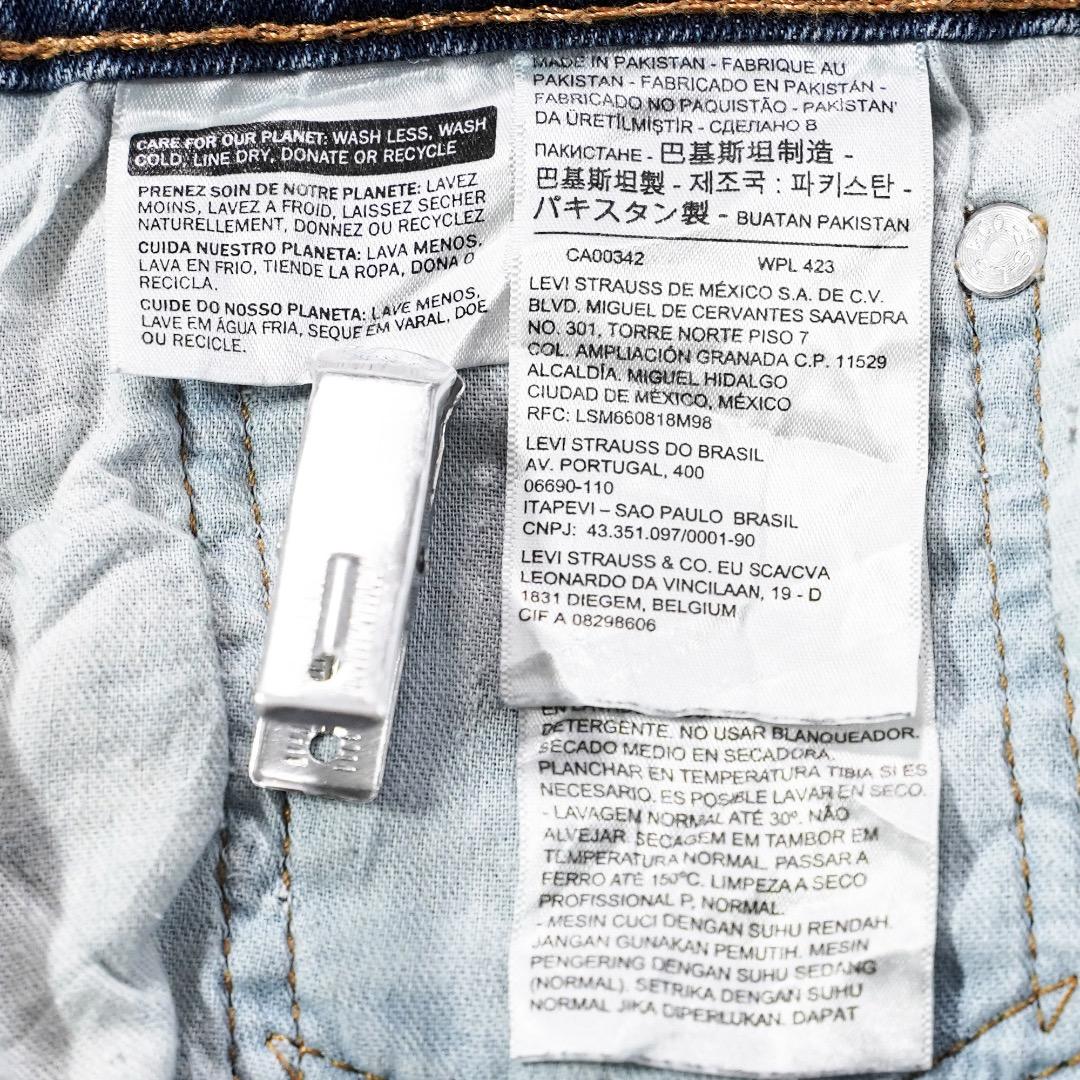 CARE FOR OUR PLANET: WASH LESS, WASH
COLD, LINE DRY, DONATE OR RECYCLE
PRENEZ SOIN DE NOTRE PLANETE: LAVEZ
MOINS, LAVEZ A FROID, LAISSEZ SECHER
NATURELLEMENT, DONNEZ OU RECYCLEZ
CUIDA NUESTRO PLANETA: LAVA MENOS,
LAVA EN FRIO, TIENDE LA ROPA, DONA O
RECICLA.
CUIDE DO NOSSO PLANETA: LAVE MENOS,
LAVE EM ÁGUA FRIA, SEQUE EM VARAL, DOE
OU RECICLE.
MADE IN PAKISTAN - FABRIQUE AU
PAKISTAN - FABRICADO EN PAKISTÁN -
FABRICADO NO PAQUISTÃO - PAKİSTAN'
DA ÜRETİLMİŞTİR - СДЕЛАНО В
ПАКИСТАНЕ - 巴基斯坦制造 -
巴基斯坦製 - 제조국 : 파키스탄 -
パキスタン製 - BUATAN PAKISTAN
CA00342 WPL 423
LEVI STRAUSS DE MÉXICO S.A. DE C.V.
BLVD. MIGUEL DE CERVANTES SAAVEDRA
NO. 301, TORRE NORTE PISO 7
COL. AMPLIACIÓN GRANADA C.P. 11529
ALCALDÍA. MIGUEL HIDALGO
CIUDAD DE MÉXICO, MÉXICO
RFC: LSM660818M98
LEVI STRAUSS DO BRASIL
AV. PORTUGAL, 400
06690-110
ITAPEVI – SAO PAULO BRASIL
CNPJ: 43.351.097/0001-90
LEVI STRAUSS & CO. EU SCA/CVA
LEONARDO DA VINCILAAN, 19 - D
1831 DIEGEM, BELGIUM
CIF A 08298606
DETERGENTE. NO USAR BLANQUEADOR.
SECADO MEDIO EN SECADORA.
PLANCHAR EN TEMPERATURA TIBIA SI ES
NECESARIO. ES POSIBLE LAVAR EN SECO.
- LAVAGEM NORMAL ATÉ 30º. NÃO
ALVEJAR. SECAGEM EM TAMBOR EM
TEMPERATURA NORMAL. PASSAR A
FERRO ATÉ 150ºC. LIMPEZA A SECO
PROFISSIONAL P, NORMAL.
- MESIN CUCI DENGAN SUHU RENDAH.
JANGAN GUNAKAN PEMUTIH. MESIN
PENGERING DENGAN SUHU SEDANG
(NORMAL). SETRIKA DENGAN SUHU
NORMAL JIKA DIPERLUKAN. DAPAT